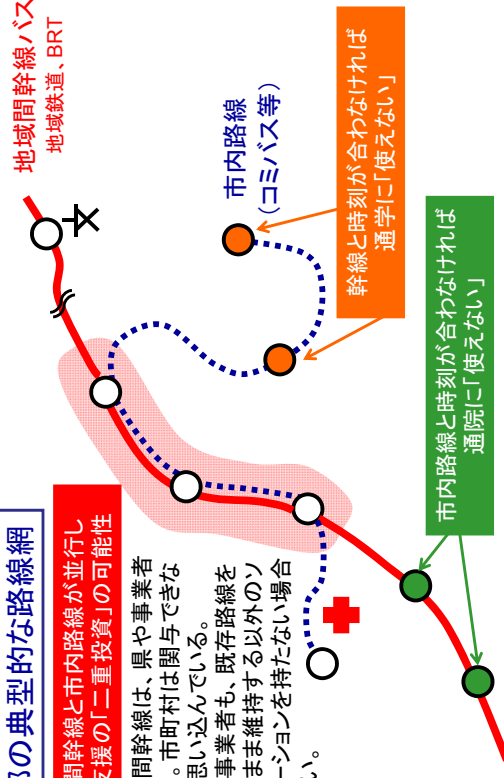 部の典型的な路線網
間幹線と市内路線が並行し
支援の「二重投資」の可能性
間幹線は、県や事業者
。市町村は関与できな
思い込んでいる。
事業者も、既存路線を
まま維持する以外のソ
ーションを持たない場合
い。
地域間幹線バス
地域鉄道、BRT
市内路線
(コミバス等)
幹線と時刻が合わなければ
通学に「使えない」
市内路線と時刻が合わなければ
通院に「使えない」